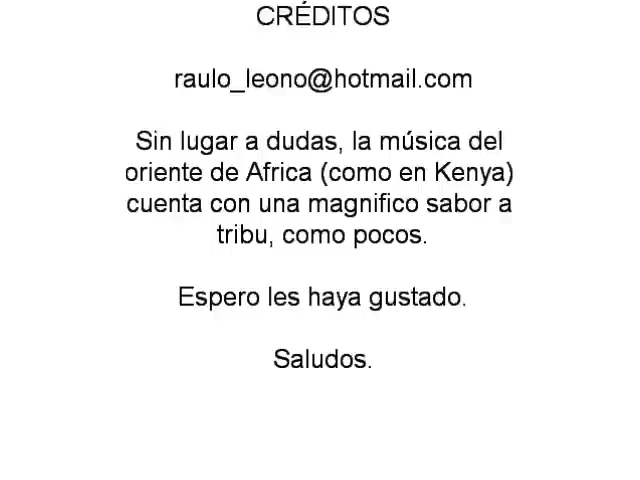 CRÉDITOS
raulo_leono@hotmail.com
Sin lugar a dudas, la música del
oriente de Africa (como en Kenya)
cuenta con una magnifico sabor a
tribu, como pocos.
Espero les haya gustado.
Saludos.